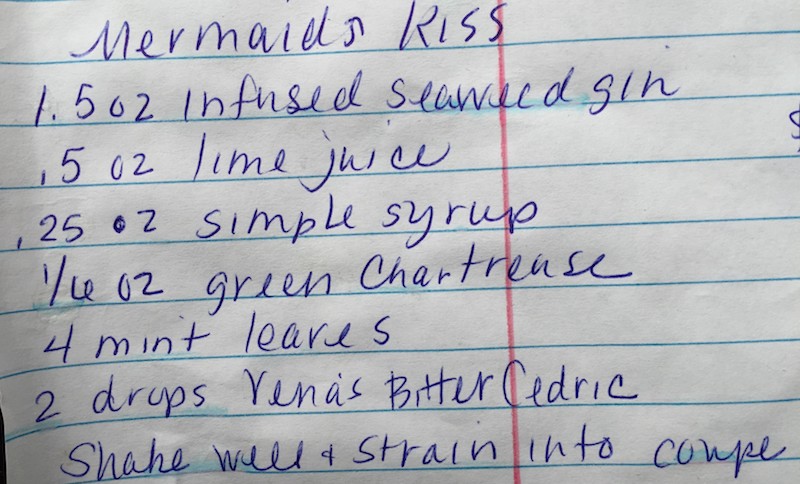 Mermaids Kiss
1.5 oz infused seaweed gin
.5 oz lime juice
.25 oz simple syrup
1/6 oz green Chartreuse
4 mint leaves
2 drops Yena's Bitter Cedric
Shake well & strain into coupe